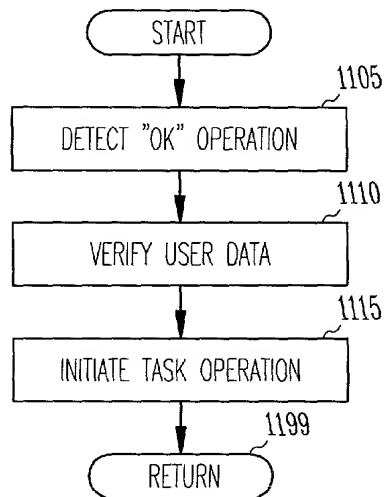 START
1105
DETECT "OK" OPERATION
1110
VERIFY USER DATA
1115
INITIATE TASK OPERATION
1199
RETURN